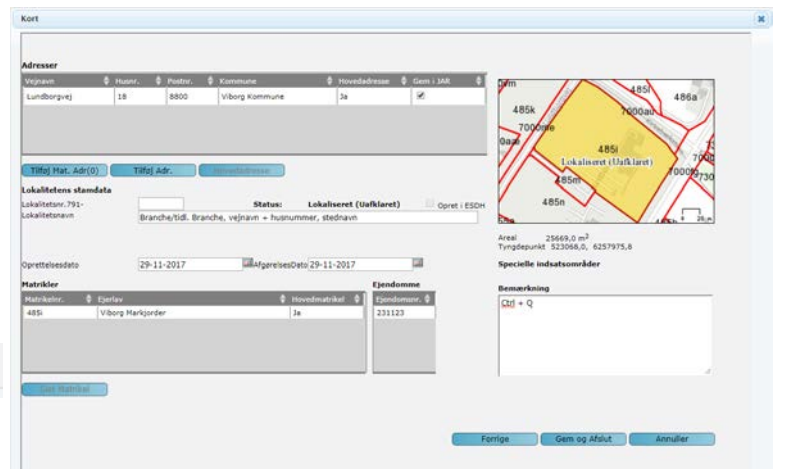 Kort
Adresser
Vejnavn Husnr. Postnr. Kommune Hovedadresse Gem i JAR
Lundborgvej 18 8800 Viborg Kommune Ja
Tilføj Mat. Adr(0) Tilføj Adr.
Lokalitetens stamdata
Lokalitetsnr.791- Status: Lokaliseret (Uafklaret) Opret i ESDH
Lokalitetsnavn Branche/tidl. Branche, vejnavn + husnummer, stednavn
Oprettelsesdato 29-11-2017 AfgørelsesDato 29-11-2017
Matrikler Ejendomme
Matrikelnr. Ejerlav Hovedmatrikel Ejendomsnr.
485i Viborg Markjorder Ja 231123
Slet Matrikel
485l
486a
485k
7000au
7000me
485i
Lokaliseret (Uafklaret)
485m
485n
Areal 25669,0 m²
Tyngdepunkt 523068,0, 6257975,8
Specielle indsatsområder
Bemærkning
Ctrl + Q
Forrige Gem og Afslut Annuller